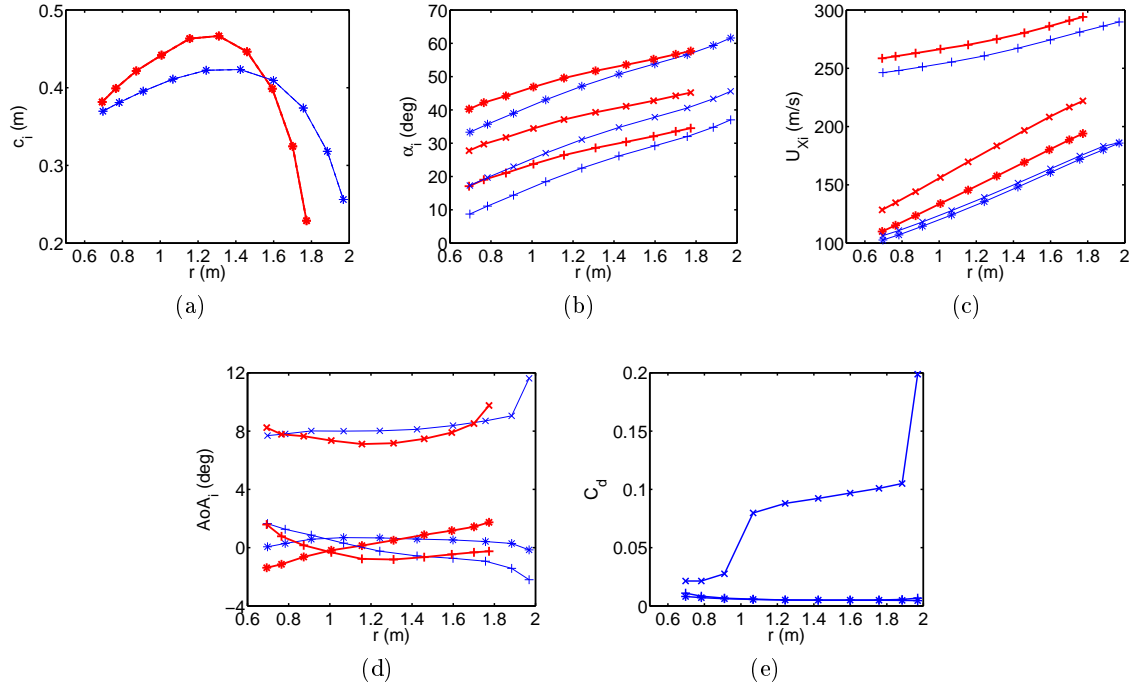 0.5
0.4
0.3
0.2
c_i (m)
0.6 0.8 1 1.2 1.4 1.6 1.8 2
r (m)
(a)
70
60
50
40
30
20
10
0
α_i (deg)
0.6 0.8 1 1.2 1.4 1.6 1.8 2
r (m)
(b)
300
250
200
150
100
U_Xi (m/s)
0.6 0.8 1 1.2 1.4 1.6 1.8 2
r (m)
(c)
12
8
4
0
−4
AoA_i (deg)
0.6 0.8 1 1.2 1.4 1.6 1.8 2
r (m)
(d)
0.2
0.15
0.1
0.05
0
C_d
0.6 0.8 1 1.2 1.4 1.6 1.8 2
r (m)
(e)